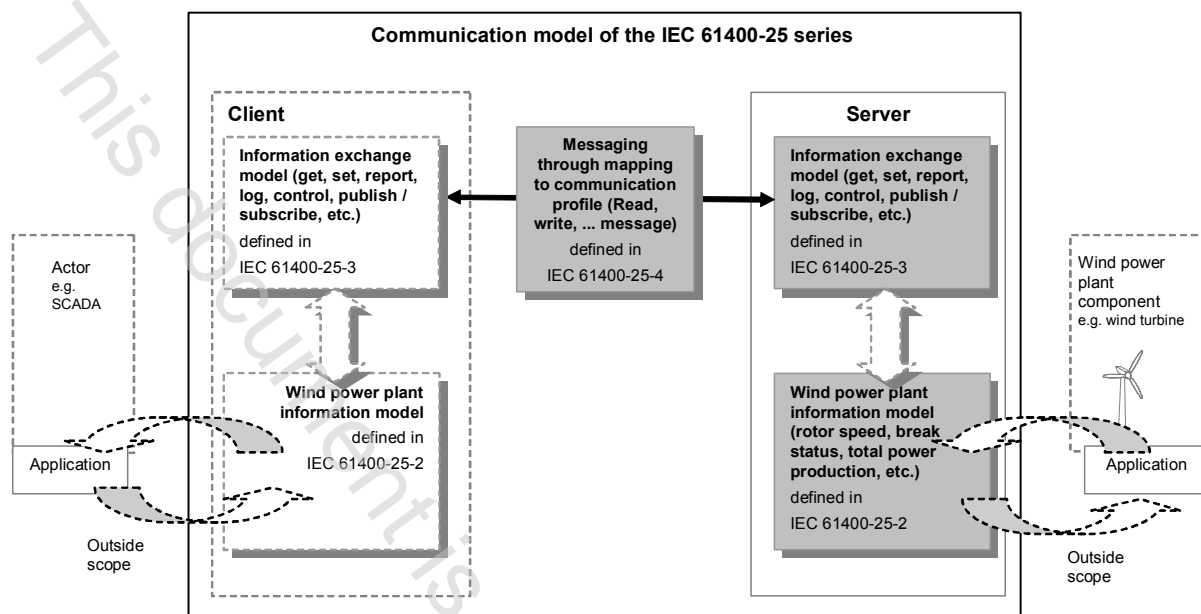 Communication model of the IEC 61400-25 series
Client
Information exchange
model (get, set, report,
log, control, publish /
subscribe, etc.)
defined in
IEC 61400-25-3
Messaging
through mapping
to communication
profile (Read,
write, ... message)
defined in
IEC 61400-25-4
Server
Information exchange
model (get, set, report,
log, control, publish /
subscribe, etc.)
defined in
IEC 61400-25-3
Actor
e.g.
SCADA
Wind power
plant
component
e.g. wind turbine
Wind power plant
information model
defined in
IEC 61400-25-2
Wind power plant
information model
(rotor speed, break
status, total power
production, etc.)
defined in
IEC 61400-25-2
Application
Application
Outside
scope
Outside
scope
This document is